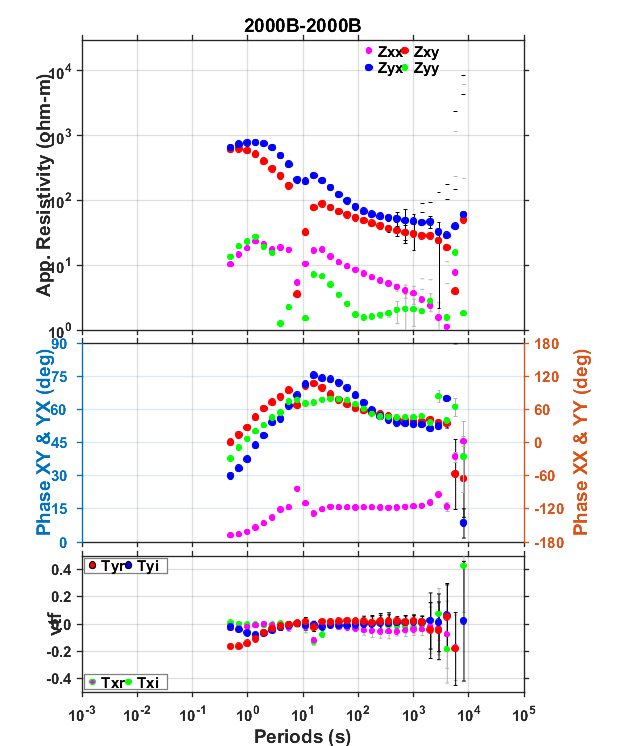 2000B-2000B
Zxx Zxy
Zyx Zyy
App. Resistivity (ohm-m)
10^4
10^3
10^2
10^1
10^0
Phase XY & YX (deg)
90
75
60
45
30
15
0
180
120
60
0
-60
-120
-180
Phase XX & YY (deg)
Tyr Tyi
vtf
0.4
0.2
0
-0.2
-0.4
Txr Txi
10^-3 10^-2 10^-1 10^0 10^1 10^2 10^3 10^4 10^5
Periods (s)